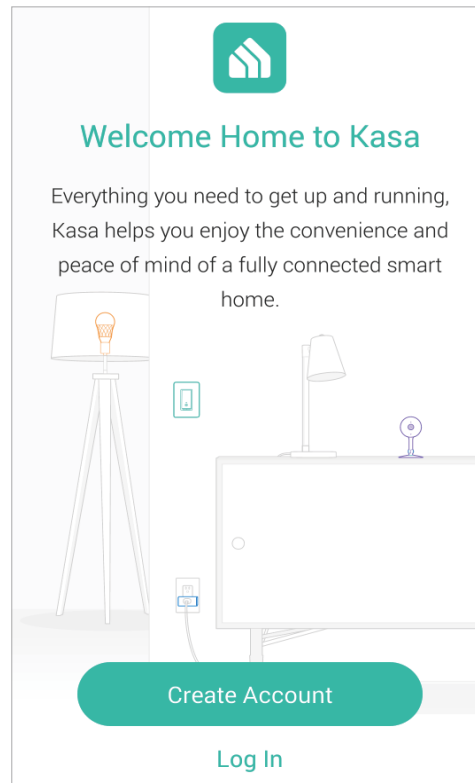 Welcome Home to Kasa
Everything you need to get up and running,
Kasa helps you enjoy the convenience and
peace of mind of a fully connected smart
home.
Create Account
Log In